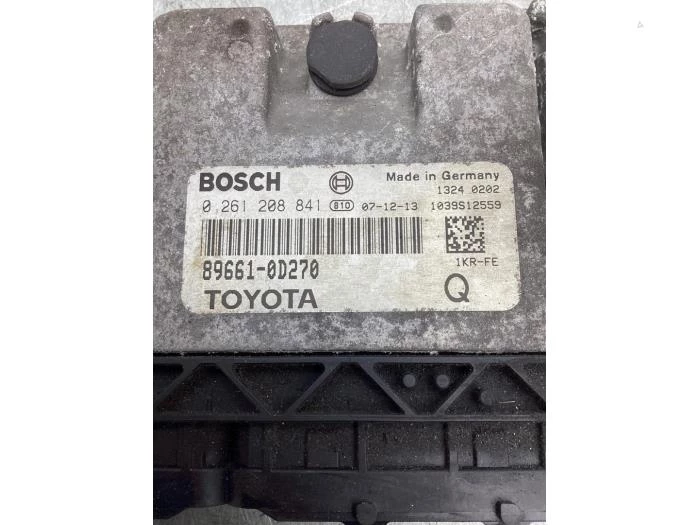 BOSCH Made in Germany
1324 0202
0 261 208 841 810 07-12-13 1039S12559
1KR-FE
89661-0D270
TOYOTA Q